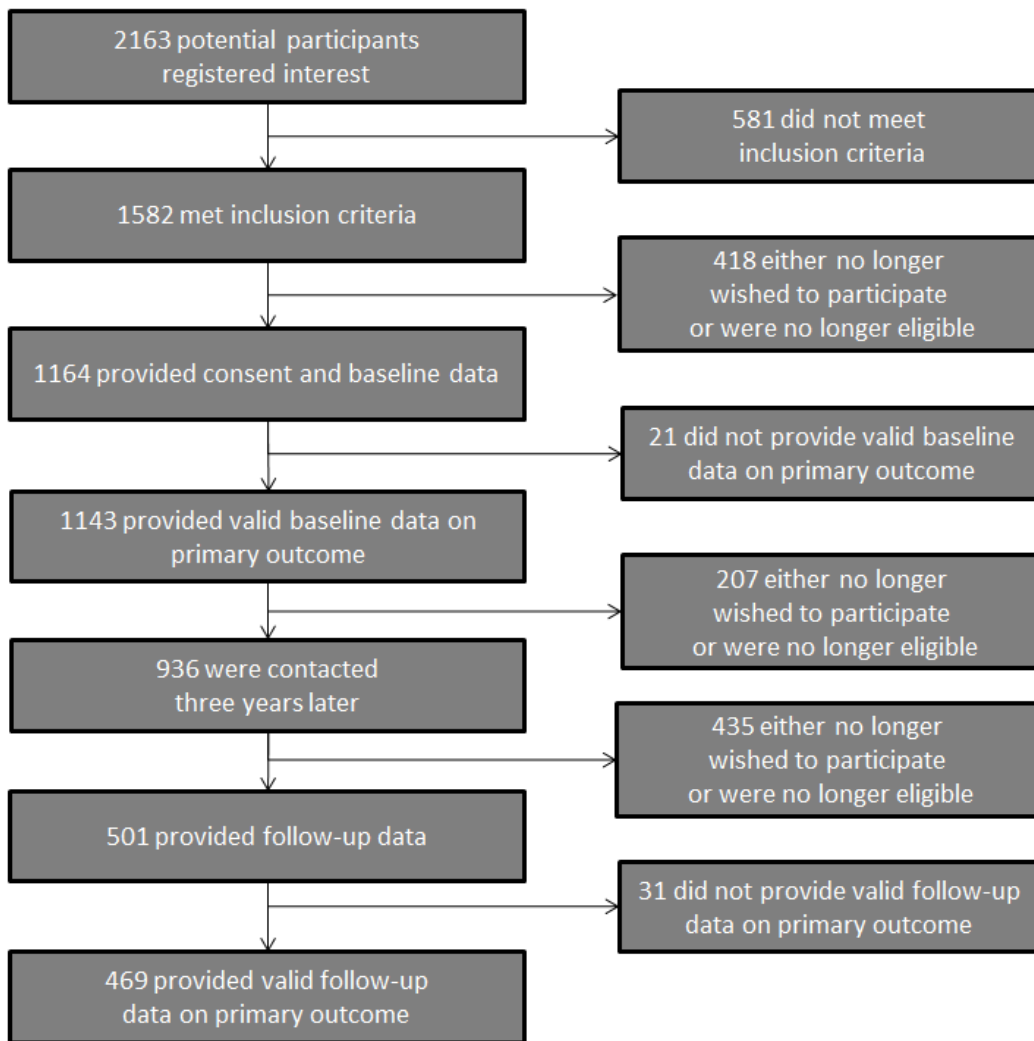 2163 potential participants
registered interest
581 did not meet
inclusion criteria
1582 met inclusion criteria
418 either no longer
wished to participate
or were no longer eligible
1164 provided consent and baseline data
21 did not provide valid baseline
data on primary outcome
1143 provided valid baseline data on
primary outcome
207 either no longer
wished to participate
or were no longer eligible
936 were contacted
three years later
435 either no longer
wished to participate
or were no longer eligible
501 provided follow-up data
31 did not provide valid follow-up
data on primary outcome
469 provided valid follow-up
data on primary outcome